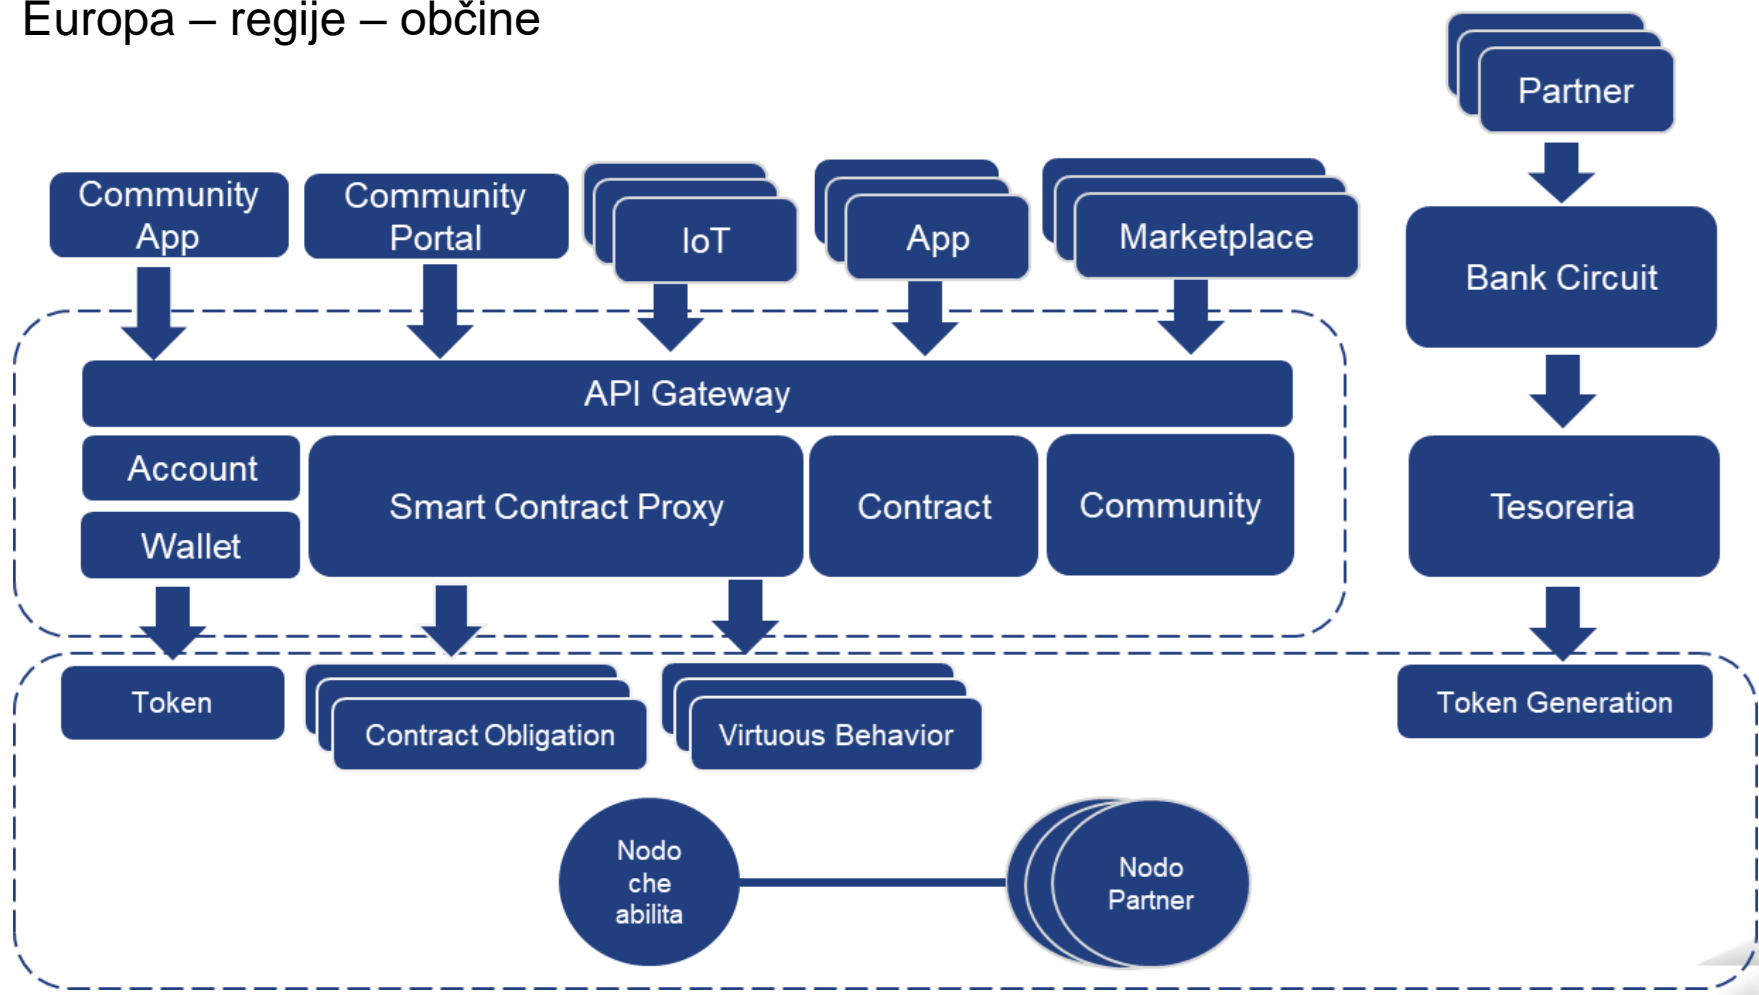 Europa – regije – občine
Partner
Community
App
Community
Portal
IoT
App
Marketplace
Bank Circuit
API Gateway
Account
Wallet
Smart Contract Proxy
Contract
Community
Tesoreria
Token
Contract Obligation
Virtuous Behavior
Token Generation
Nodo
che
abilita
Nodo
Partner